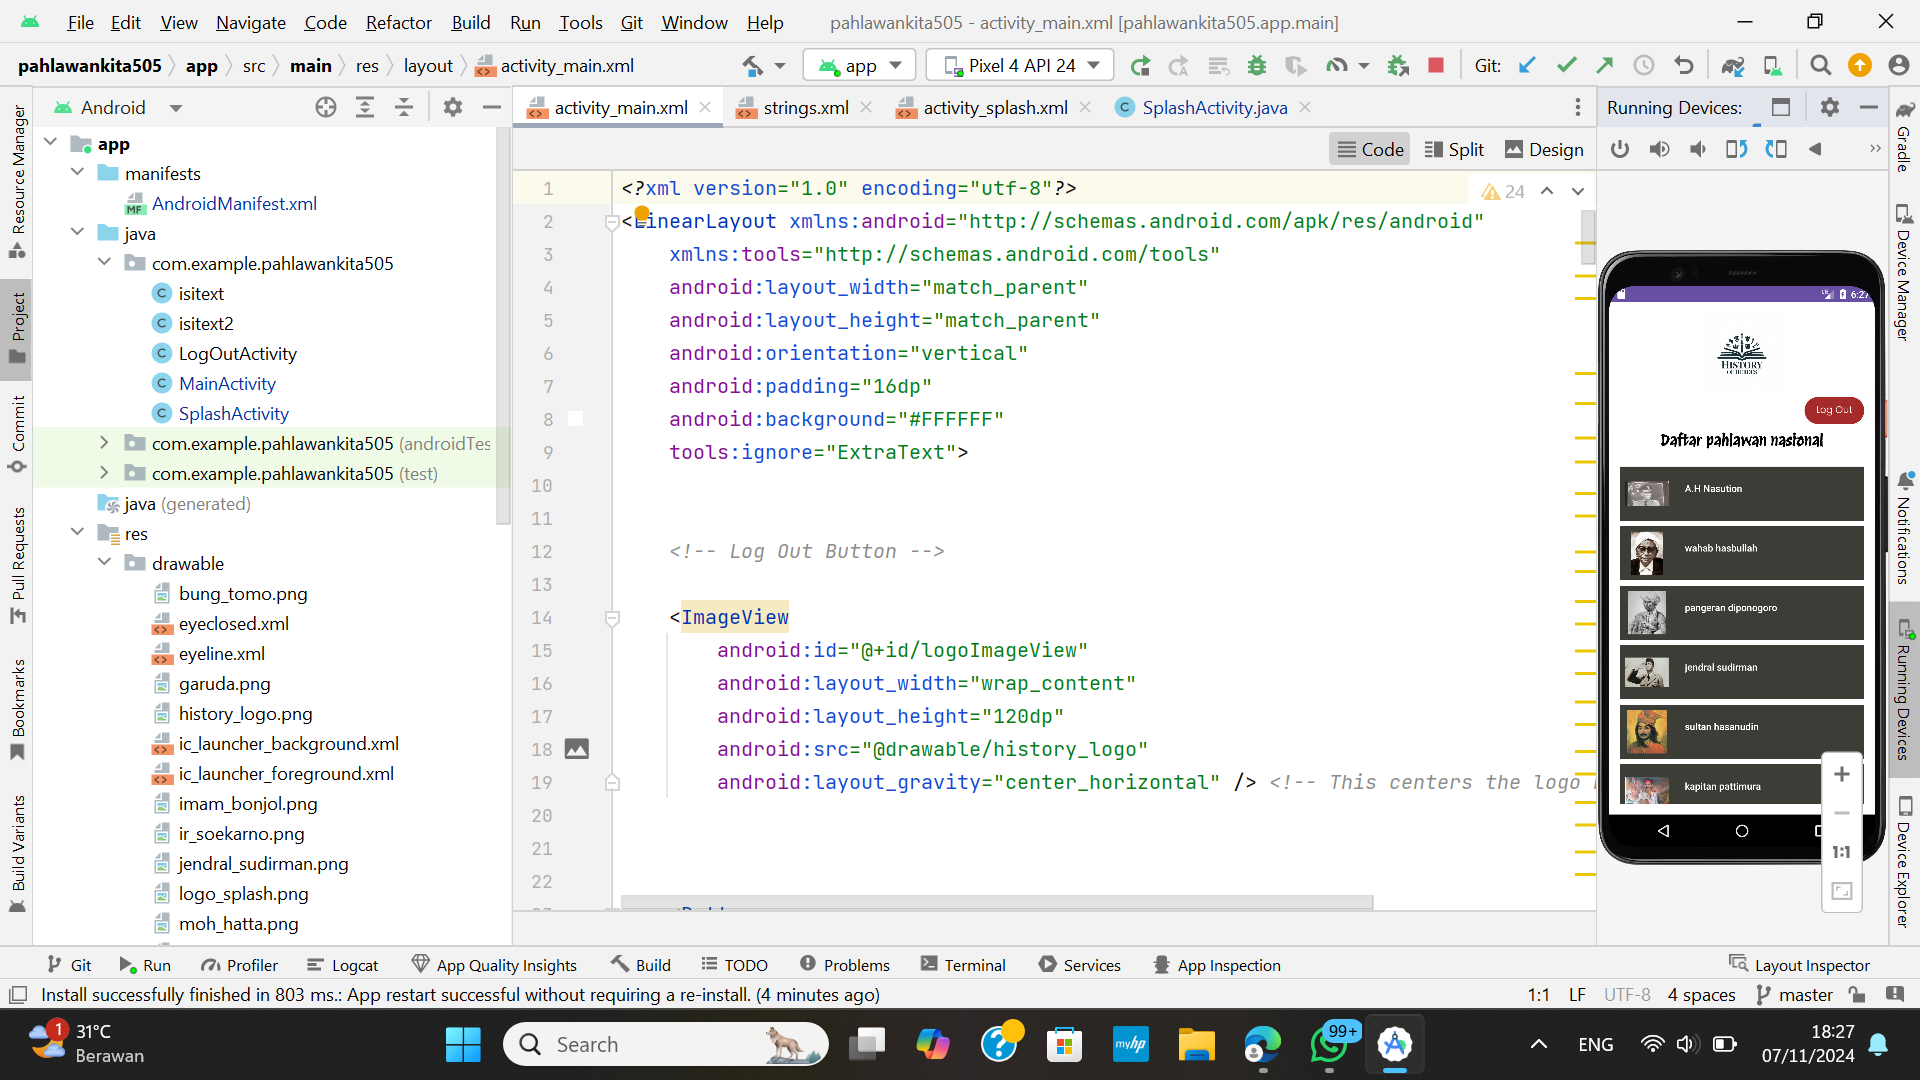 File Edit View Navigate Code Refactor Build Run Tools Git Window Help pahlawankita505 - activity_main.xml [pahlawankita505.app.main]
pahlawankita505 app src main res layout activity_main.xml app Pixel 4 API 24 Git:
Android
activity_main.xml strings.xml activity_splash.xml SplashActivity.java
Running Devices:
Code Split Design
Resource Manager
Project
Commit
Pull Requests
Bookmarks
Build Variants
app
manifests
AndroidManifest.xml
java
com.example.pahlawankita505
isitext
isitext2
LogOutActivity
MainActivity
SplashActivity
com.example.pahlawankita505 (androidTes
com.example.pahlawankita505 (test)
java (generated)
res
drawable
bung_tomo.png
eyeclosed.xml
eyeline.xml
garuda.png
history_logo.png
ic_launcher_background.xml
ic_launcher_foreground.xml
imam_bonjol.png
ir_soekarno.png
jendral_sudirman.png
logo_splash.png
moh_hatta.png
24
1 <?xml version="1.0" encoding="utf-8"?>
2 <LinearLayout xmlns:android="http://schemas.android.com/apk/res/android"
3 xmlns:tools="http://schemas.android.com/tools"
4 android:layout_width="match_parent"
5 android:layout_height="match_parent"
6 android:orientation="vertical"
7 android:padding="16dp"
8 android:background="#FFFFFF"
9 tools:ignore="ExtraText">
10
11
12 <!-- Log Out Button -->
13
14 <ImageView
15 android:id="@+id/logoImageView"
16 android:layout_width="wrap_content"
17 android:layout_height="120dp"
18 android:src="@drawable/history_logo"
19 android:layout_gravity="center_horizontal" /> <!-- This centers the logo
20
21
22
6:27
HISTORY
OF HEROES
Log Out
Daftar pahlawan nasional
A.H Nasution
wahab hasbullah
pangeran diponogoro
jendral sudirman
sultan hasanudin
kapitan pattimura
1:1
Gradle
Device Manager
Notifications
Running Devices
Device Explorer
Git Run Profiler Logcat App Quality Insights Build TODO Problems Terminal Services App Inspection Layout Inspector
Install successfully finished in 803 ms.: App restart successful without requiring a re-install. (4 minutes ago) 1:1 LF UTF-8 4 spaces master
1
31°C
Berawan
Search
myhp
99+
ENG
18:27
07/11/2024